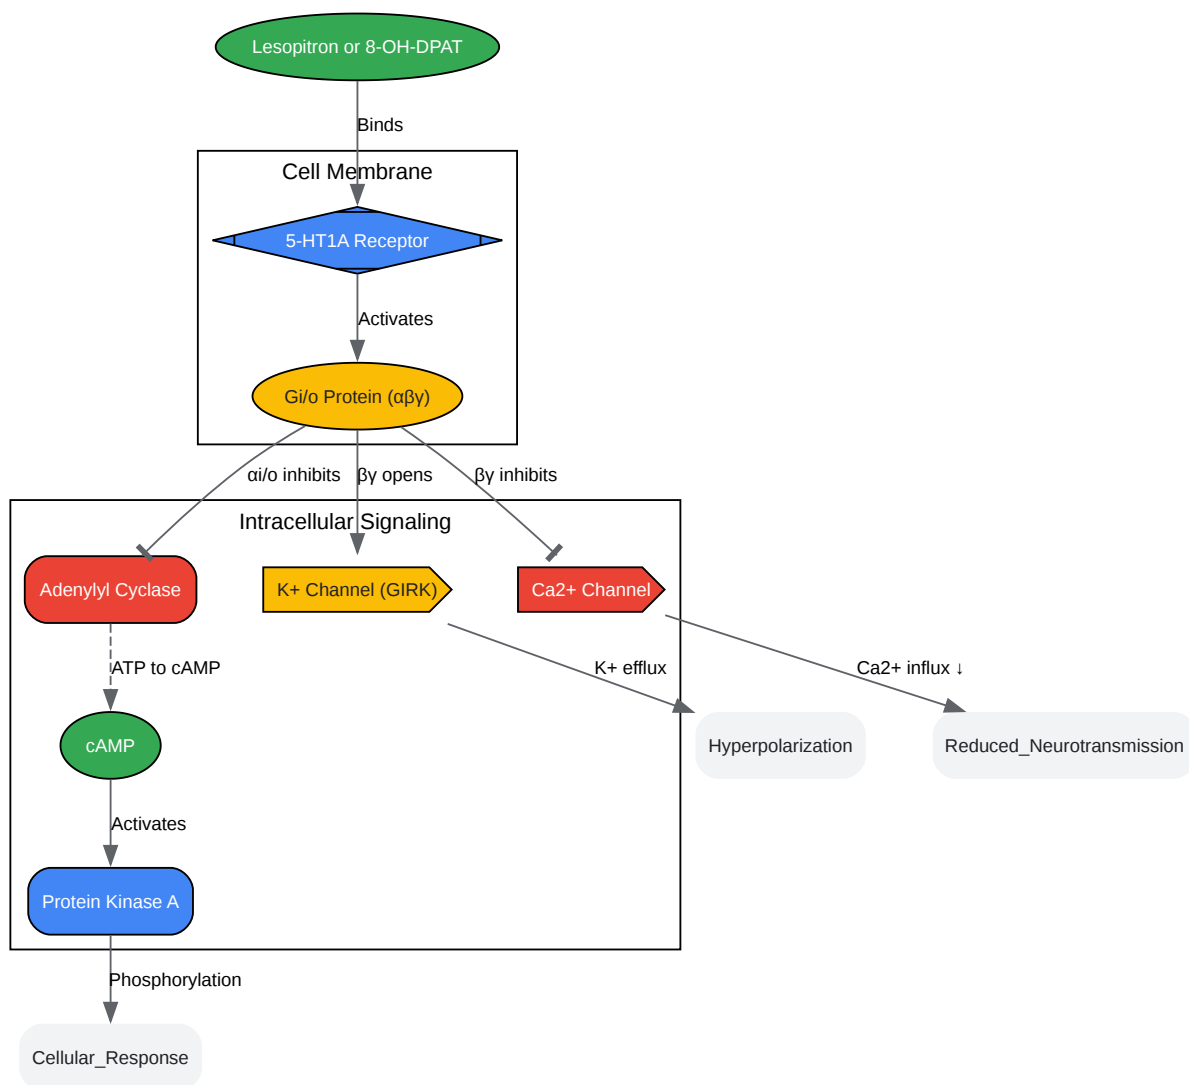 Lesopitron or 8-OH-DPAT
Binds
Cell Membrane
5-HT1A Receptor
Activates
Gi/o Protein (αβγ)
αi/o inhibits
βγ opens
βγ inhibits
Intracellular Signaling
Adenylyl Cyclase
K+ Channel (GIRK)
Ca2+ Channel
ATP to cAMP
K+ efflux
Ca2+ influx ↓
cAMP
Hyperpolarization
Reduced_Neurotransmission
Activates
Protein Kinase A
Phosphorylation
Cellular_Response